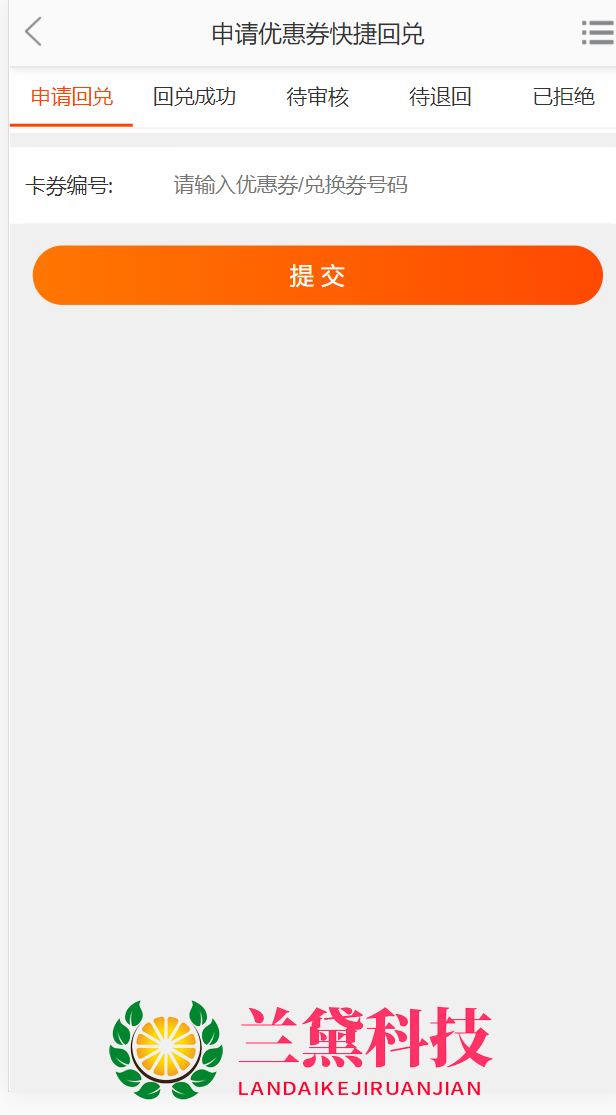 申请优惠券快捷回兑
申请回兑 回兑成功 待审核 待退回 已拒绝
卡券编号: 请输入优惠券/兑换券号码
提 交
兰黛科技
LANDAIKEJIRUANJIAN